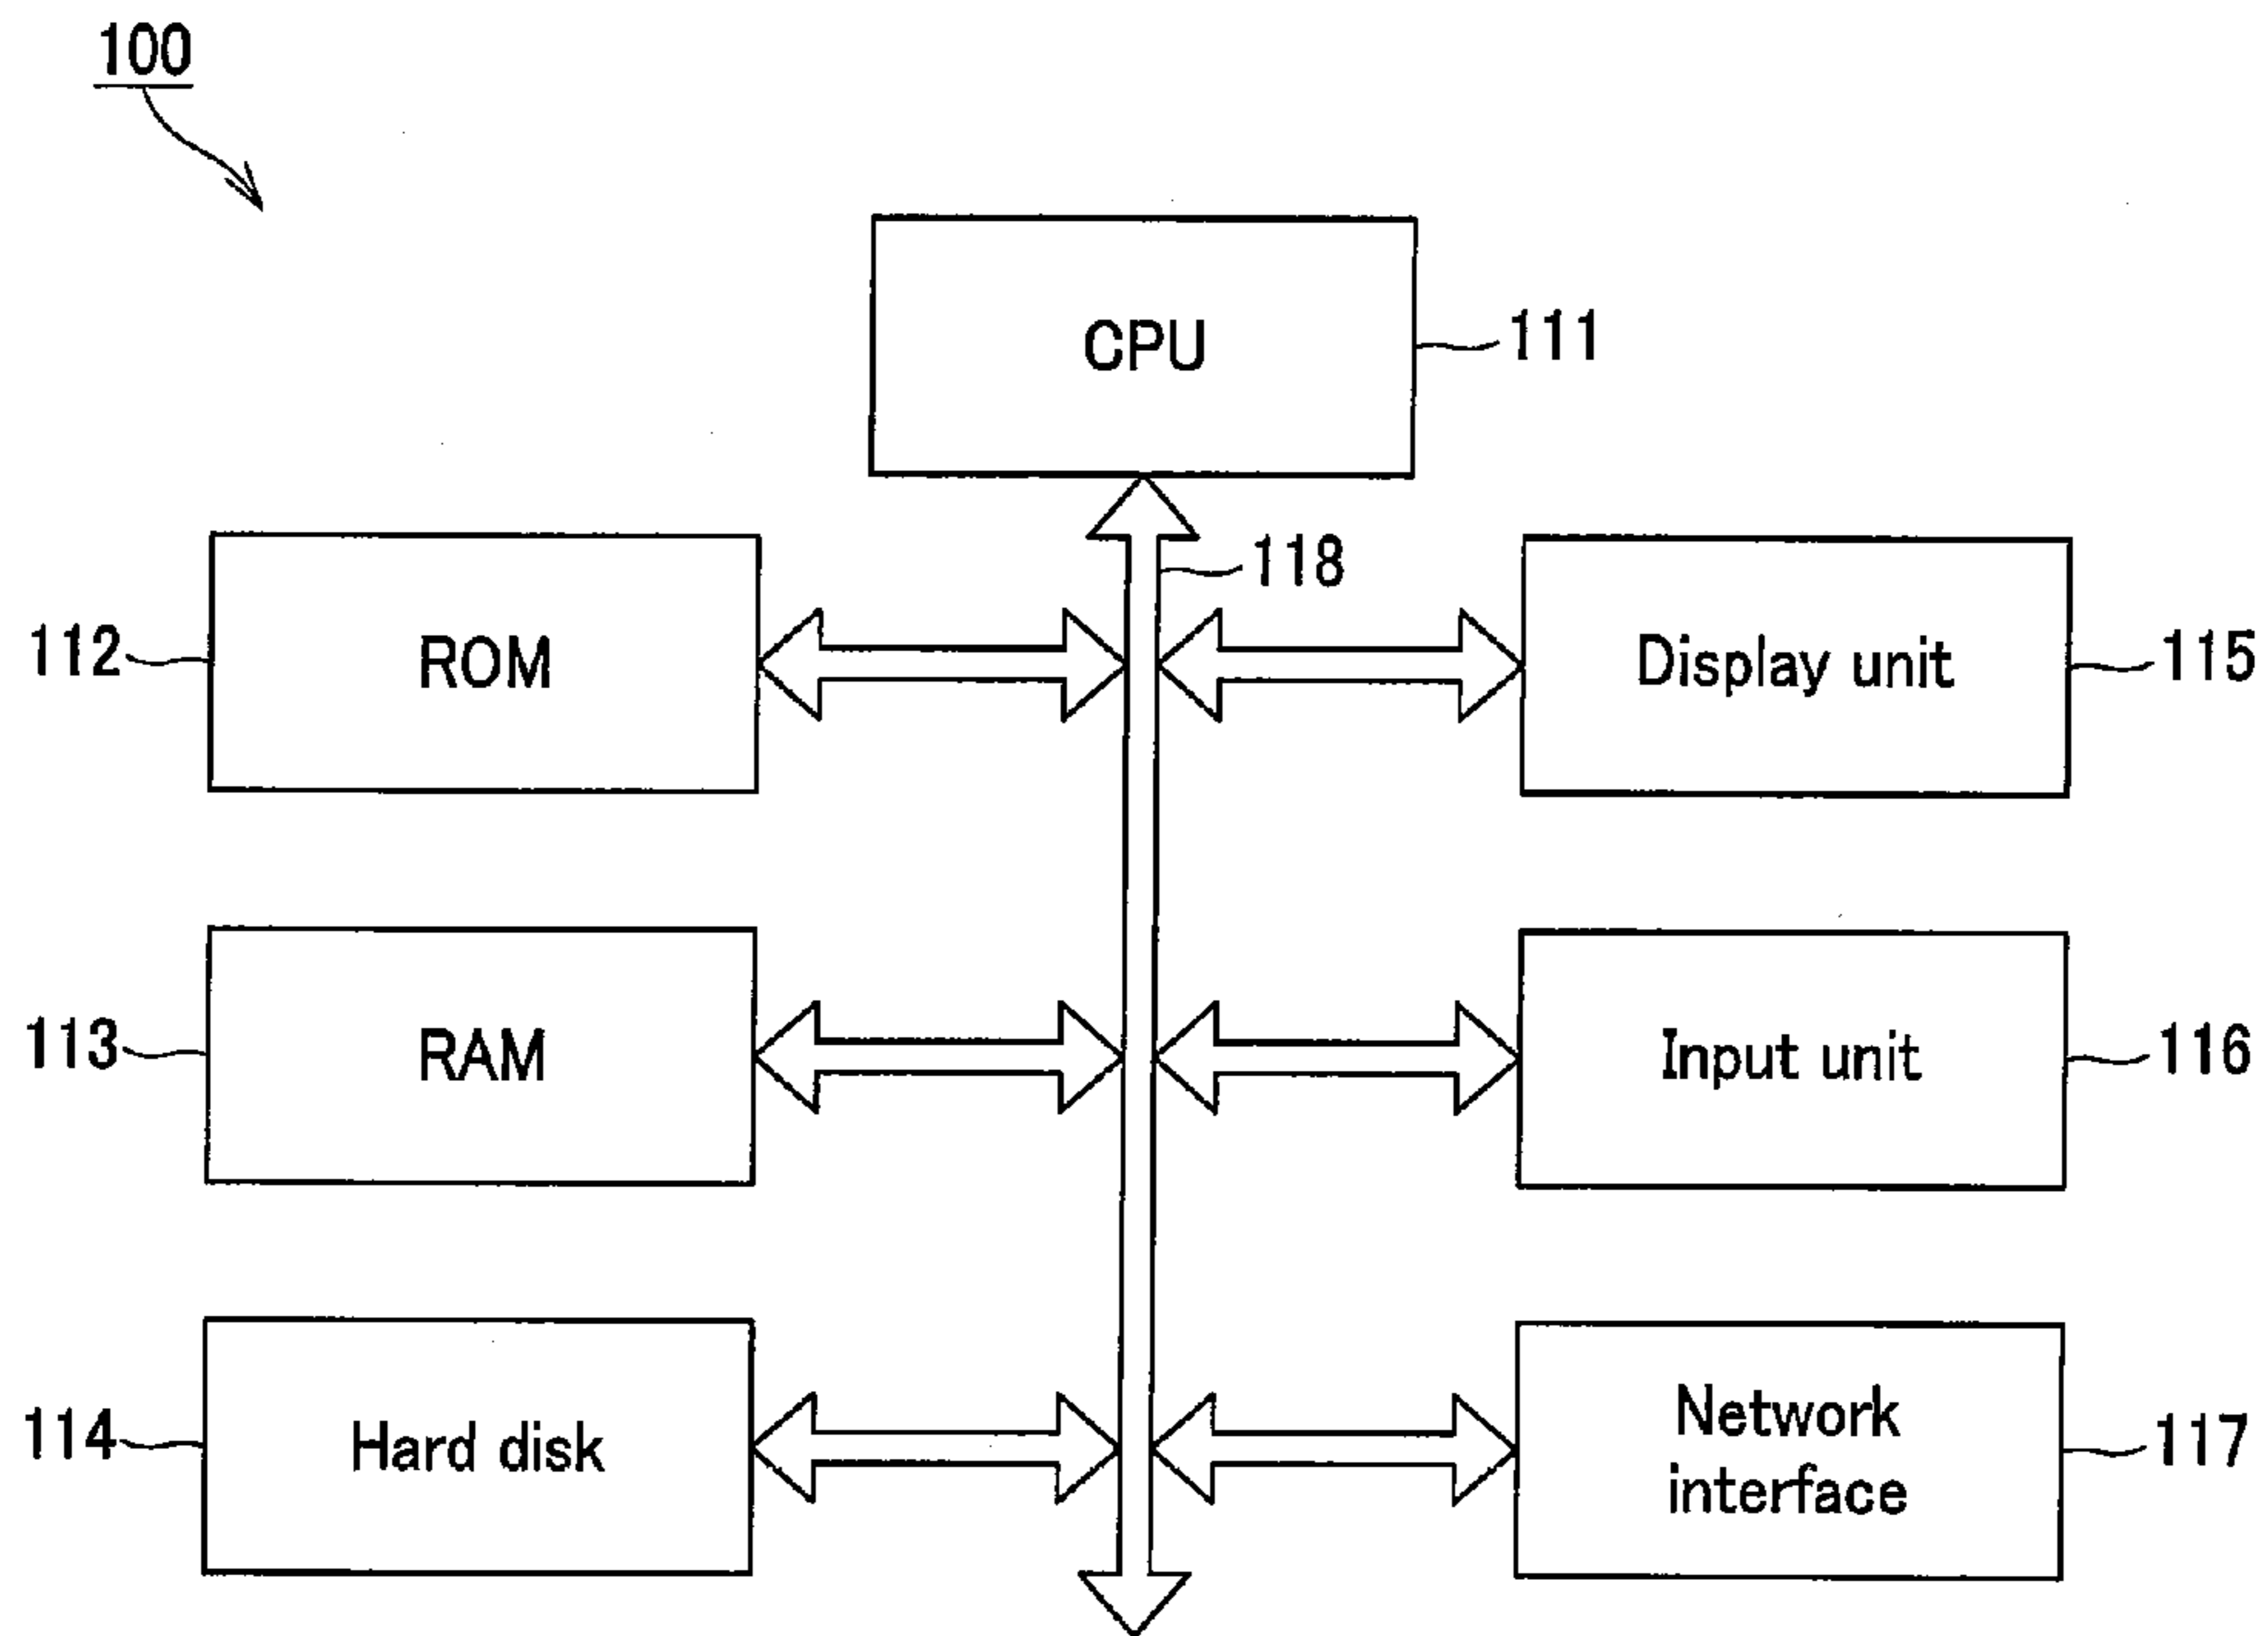 100
CPU
111
118
112
ROM
Display unit
115
113
RAM
Input unit
116
114
Hard disk
Network
interface
117